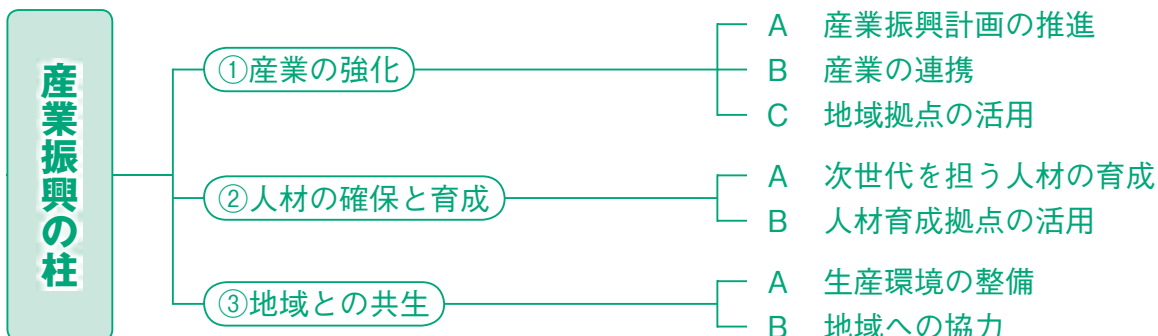 産業振興の柱
①産業の強化
A 産業振興計画の推進
B 産業の連携
C 地域拠点の活用
②人材の確保と育成
A 次世代を担う人材の育成
B 人材育成拠点の活用
③地域との共生
A 生産環境の整備
B 地域への協力